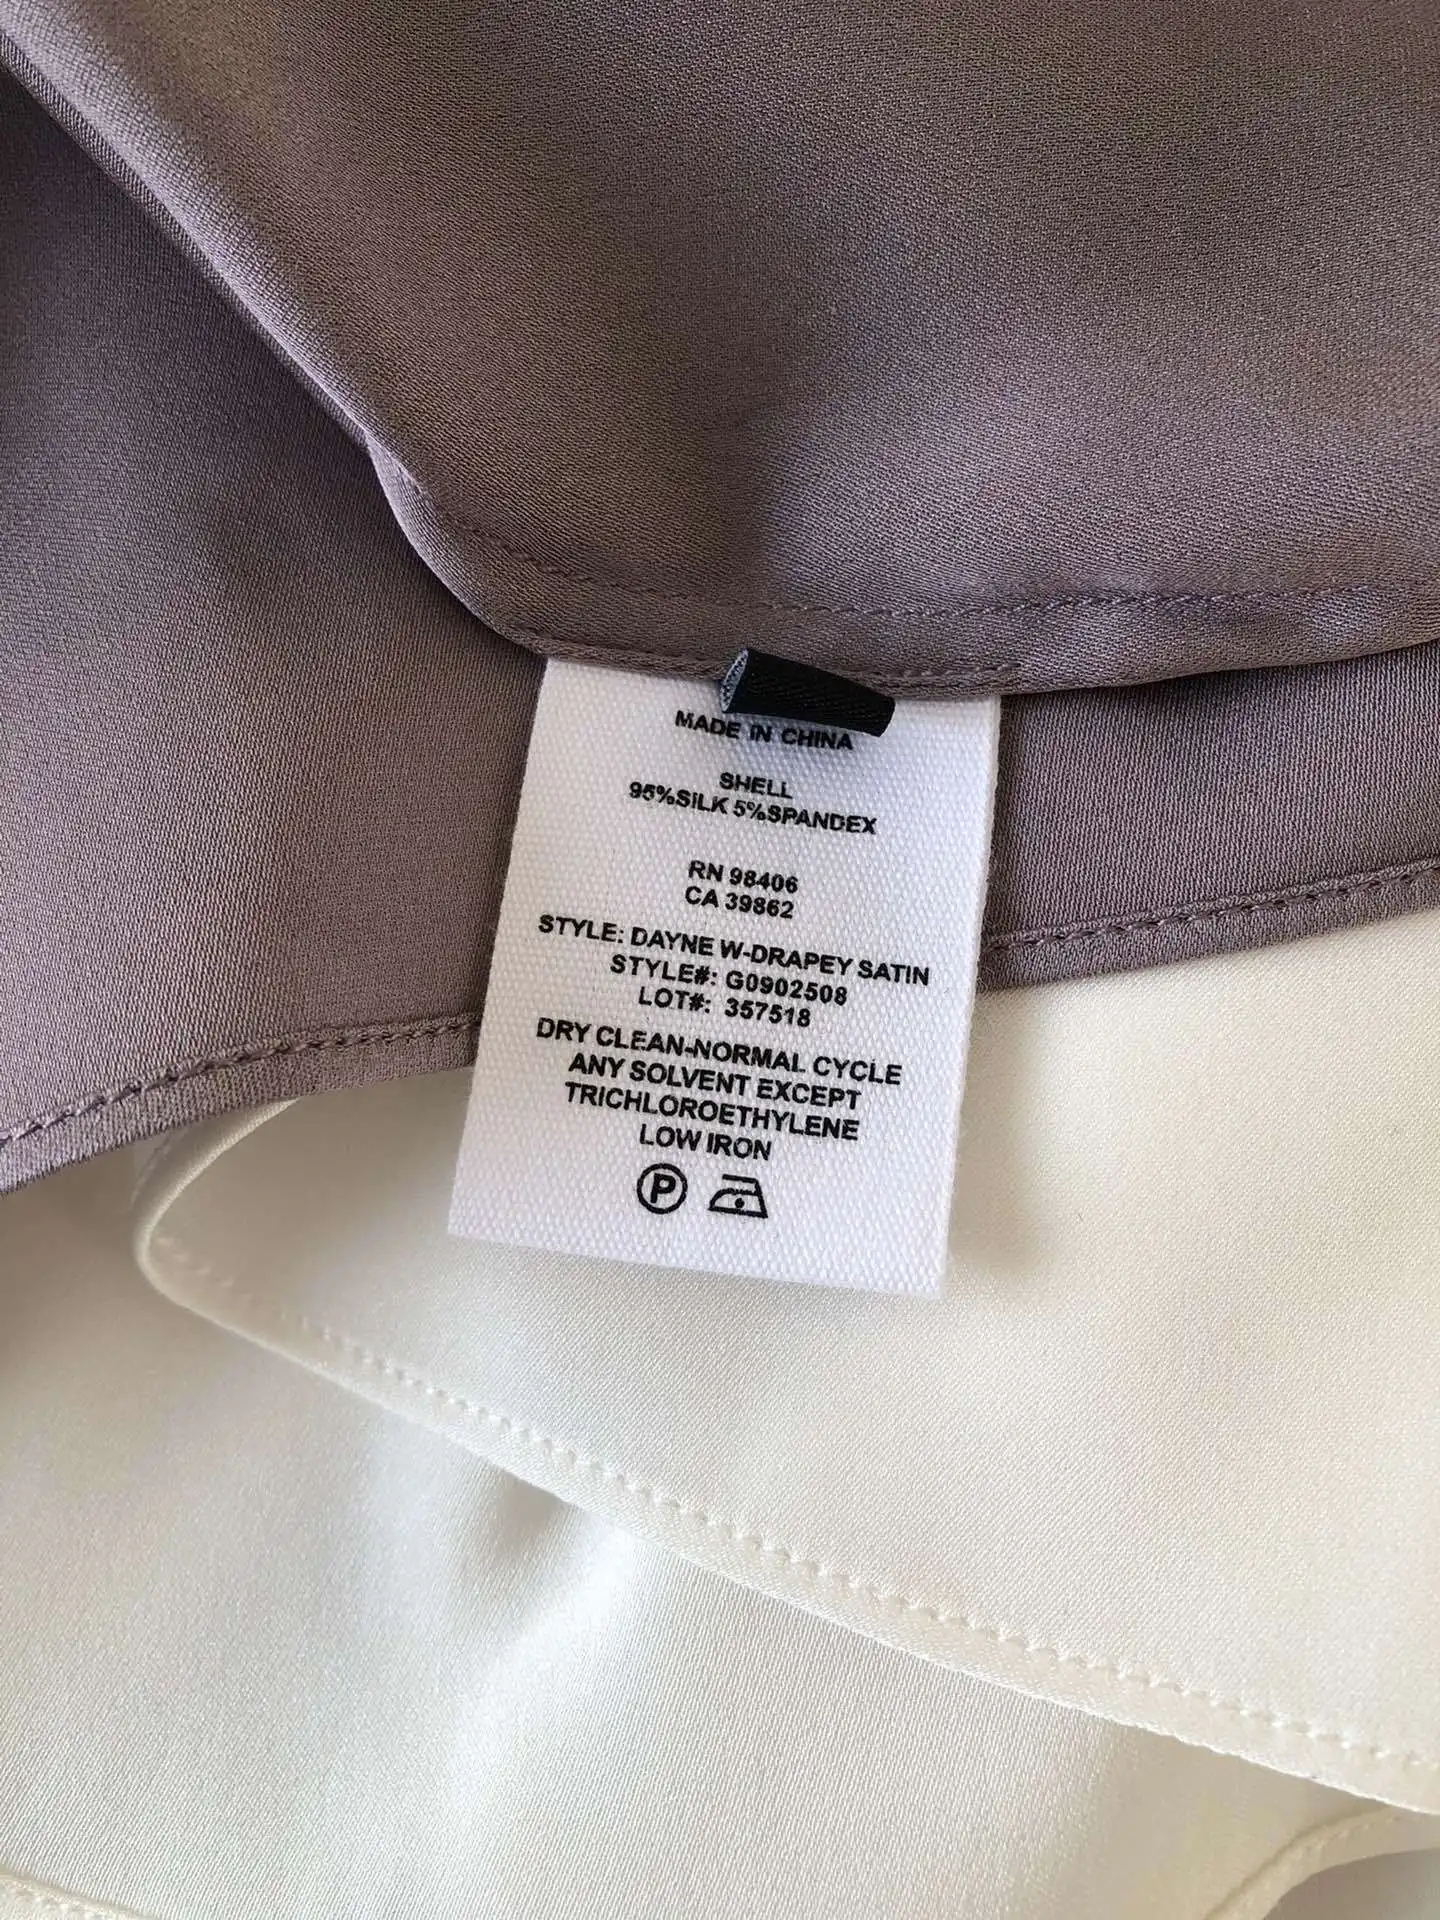 MADE IN CHINA
SHELL
95%SILK 5%SPANDEX
RN 98406
CA 39862
STYLE: DAYNE W-DRAPEY SATIN
STYLE#: G0902508
LOT#: 357518
DRY CLEAN-NORMAL CYCLE
ANY SOLVENT EXCEPT
TRICHLOROETHYLENE
LOW IRON
P